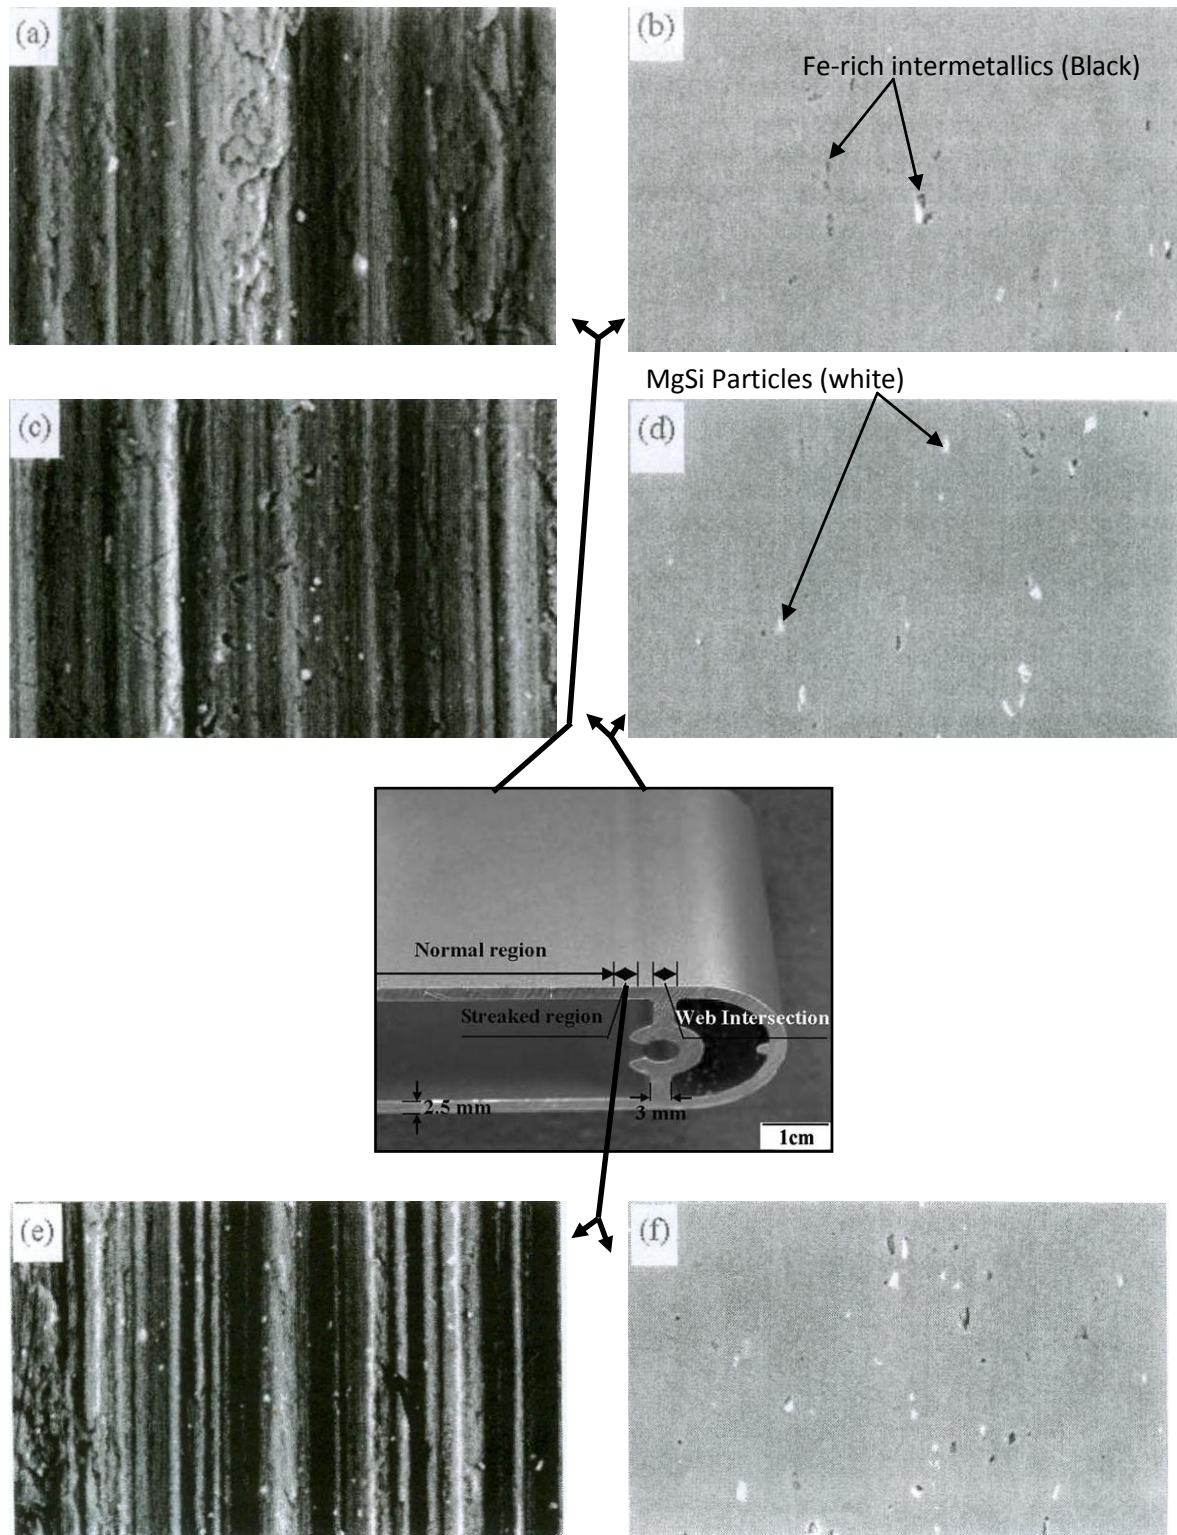 (a)
(b)
Fe-rich intermetallics (Black)
MgSi Particles (white)
(c)
(d)
Normal region
Streaked region
Web Intersection
2.5 mm
3 mm
1cm
(e)
(f)